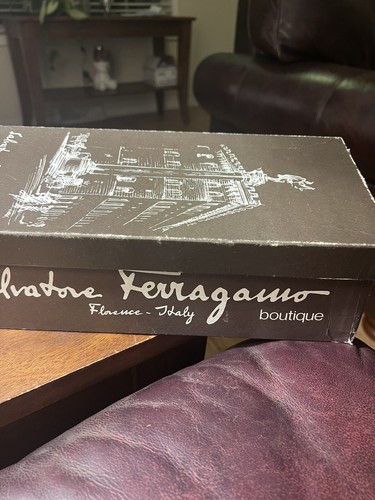 lvatore Ferragamo
Florence - Italy
boutique